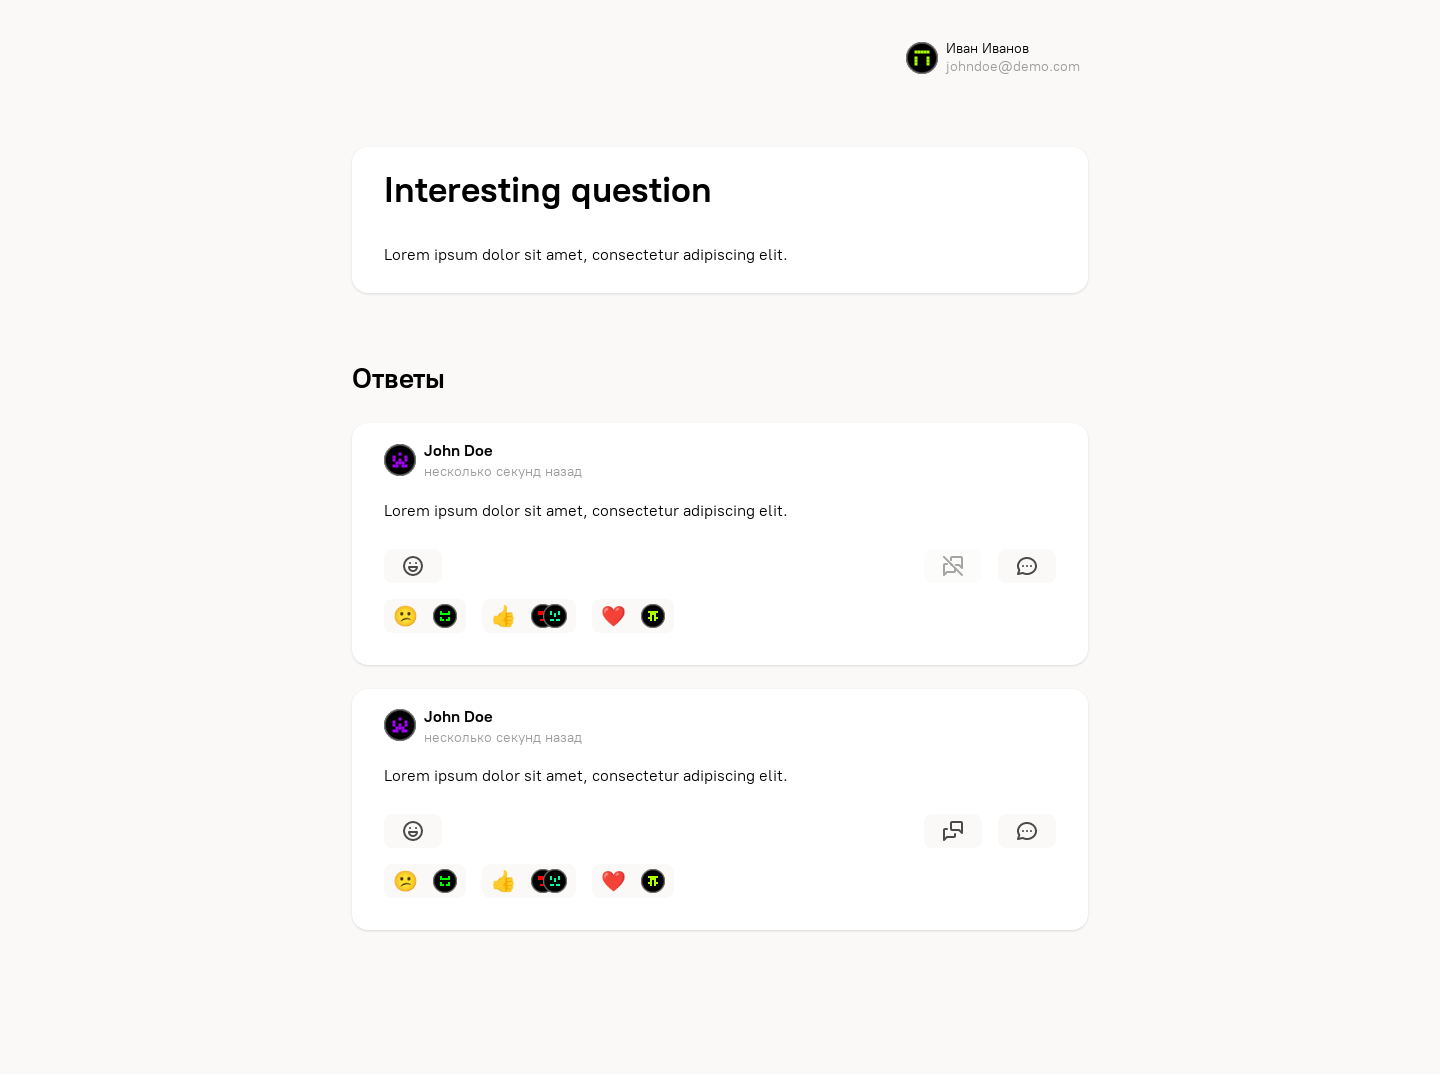 Иван Иванов
johndoe@demo.com
Interesting question
Lorem ipsum dolor sit amet, consectetur adipiscing elit.
Ответы
John Doe
несколько секунд назад
Lorem ipsum dolor sit amet, consectetur adipiscing elit.
John Doe
несколько секунд назад
Lorem ipsum dolor sit amet, consectetur adipiscing elit.